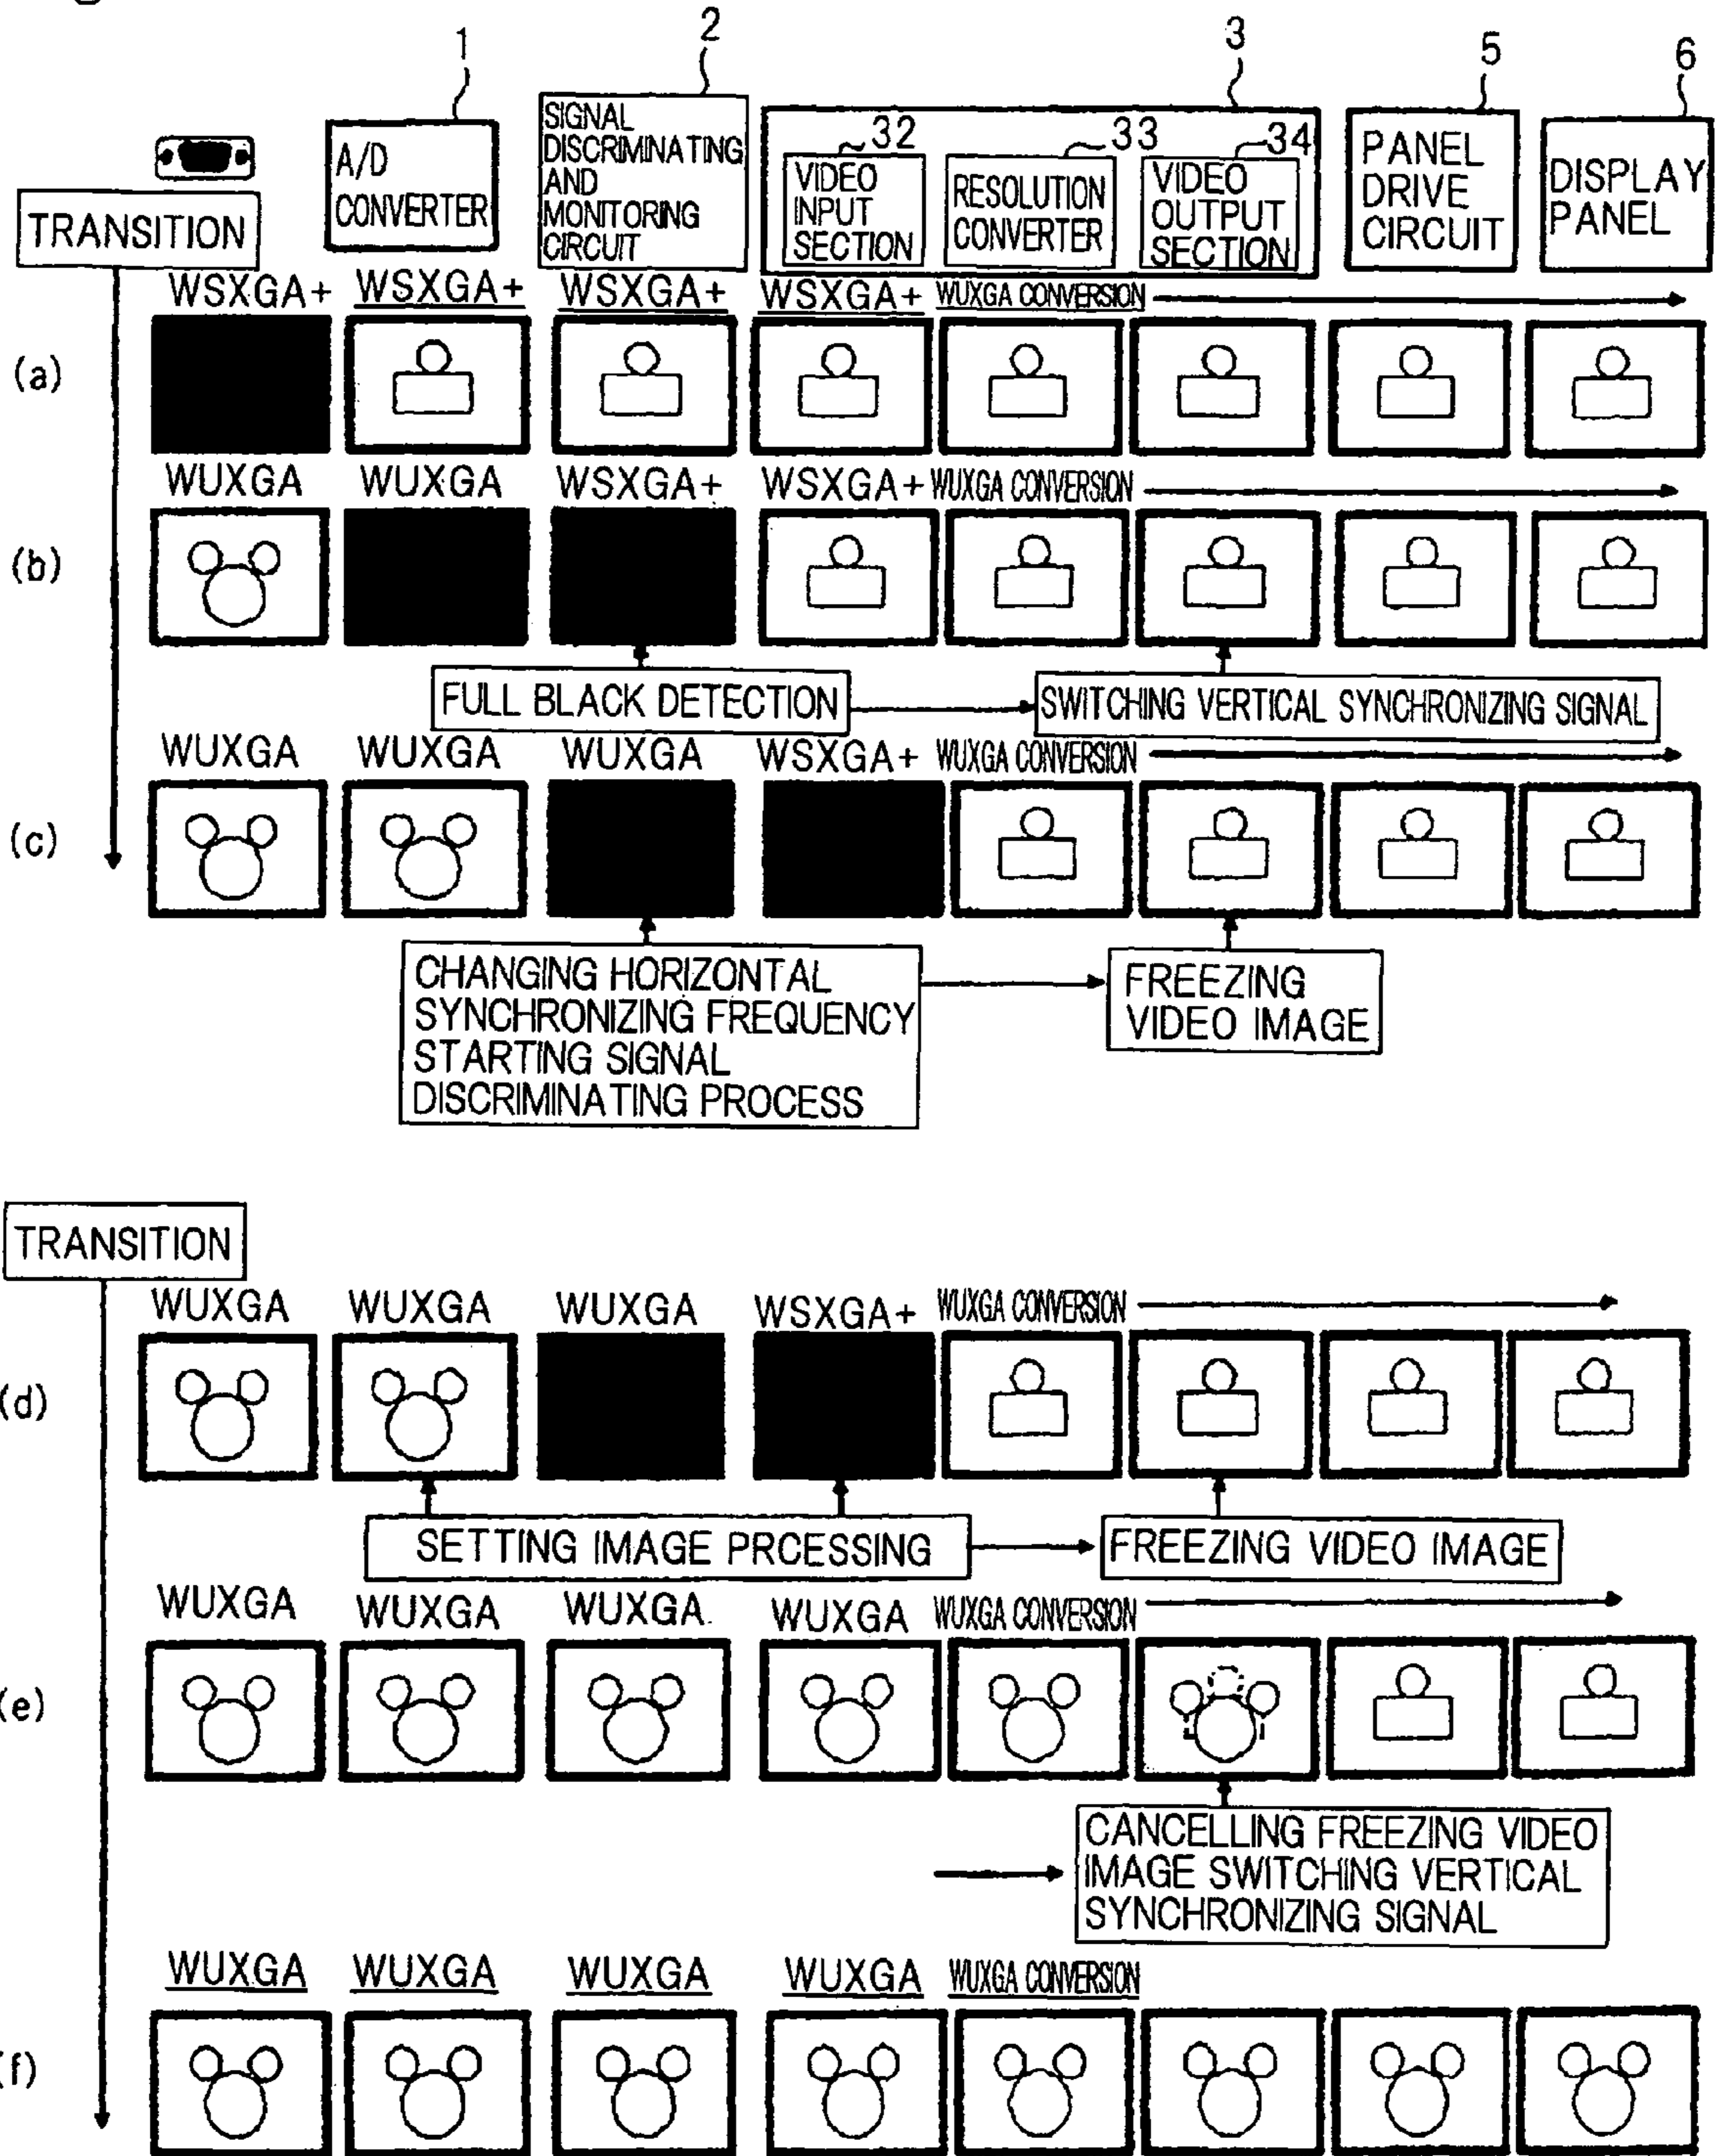 1
2
3
5
6
A/D
CONVERTER
SIGNAL
DISCRIMINATING
AND
MONITORING
CIRCUIT
32
33
34
VIDEO
INPUT
SECTION
RESOLUTION
CONVERTER
VIDEO
OUTPUT
SECTION
PANEL
DRIVE
CIRCUIT
DISPLAY
PANEL
TRANSITION
WSXGA+ WSXGA+ WSXGA+ WSXGA+ WUXGA CONVERSION
(a)
WUXGA WUXGA WSXGA+ WSXGA+ WUXGA CONVERSION
(b)
FULL BLACK DETECTION
SWITCHING VERTICAL SYNCHRONIZING SIGNAL
WUXGA WUXGA WUXGA WSXGA+ WUXGA CONVERSION
(c)
CHANGING HORIZONTAL
SYNCHRONIZING FREQUENCY
STARTING SIGNAL
DISCRIMINATING PROCESS
FREEZING
VIDEO IMAGE
TRANSITION
WUXGA WUXGA WUXGA WSXGA+ WUXGA CONVERSION
(d)
SETTING IMAGE PRCESSING
FREEZING VIDEO IMAGE
WUXGA WUXGA WUXGA WUXGA WUXGA CONVERSION
(e)
CANCELLING FREEZING VIDEO
IMAGE SWITCHING VERTICAL
SYNCHRONIZING SIGNAL
WUXGA WUXGA WUXGA WUXGA WUXGA CONVERSION
(f)